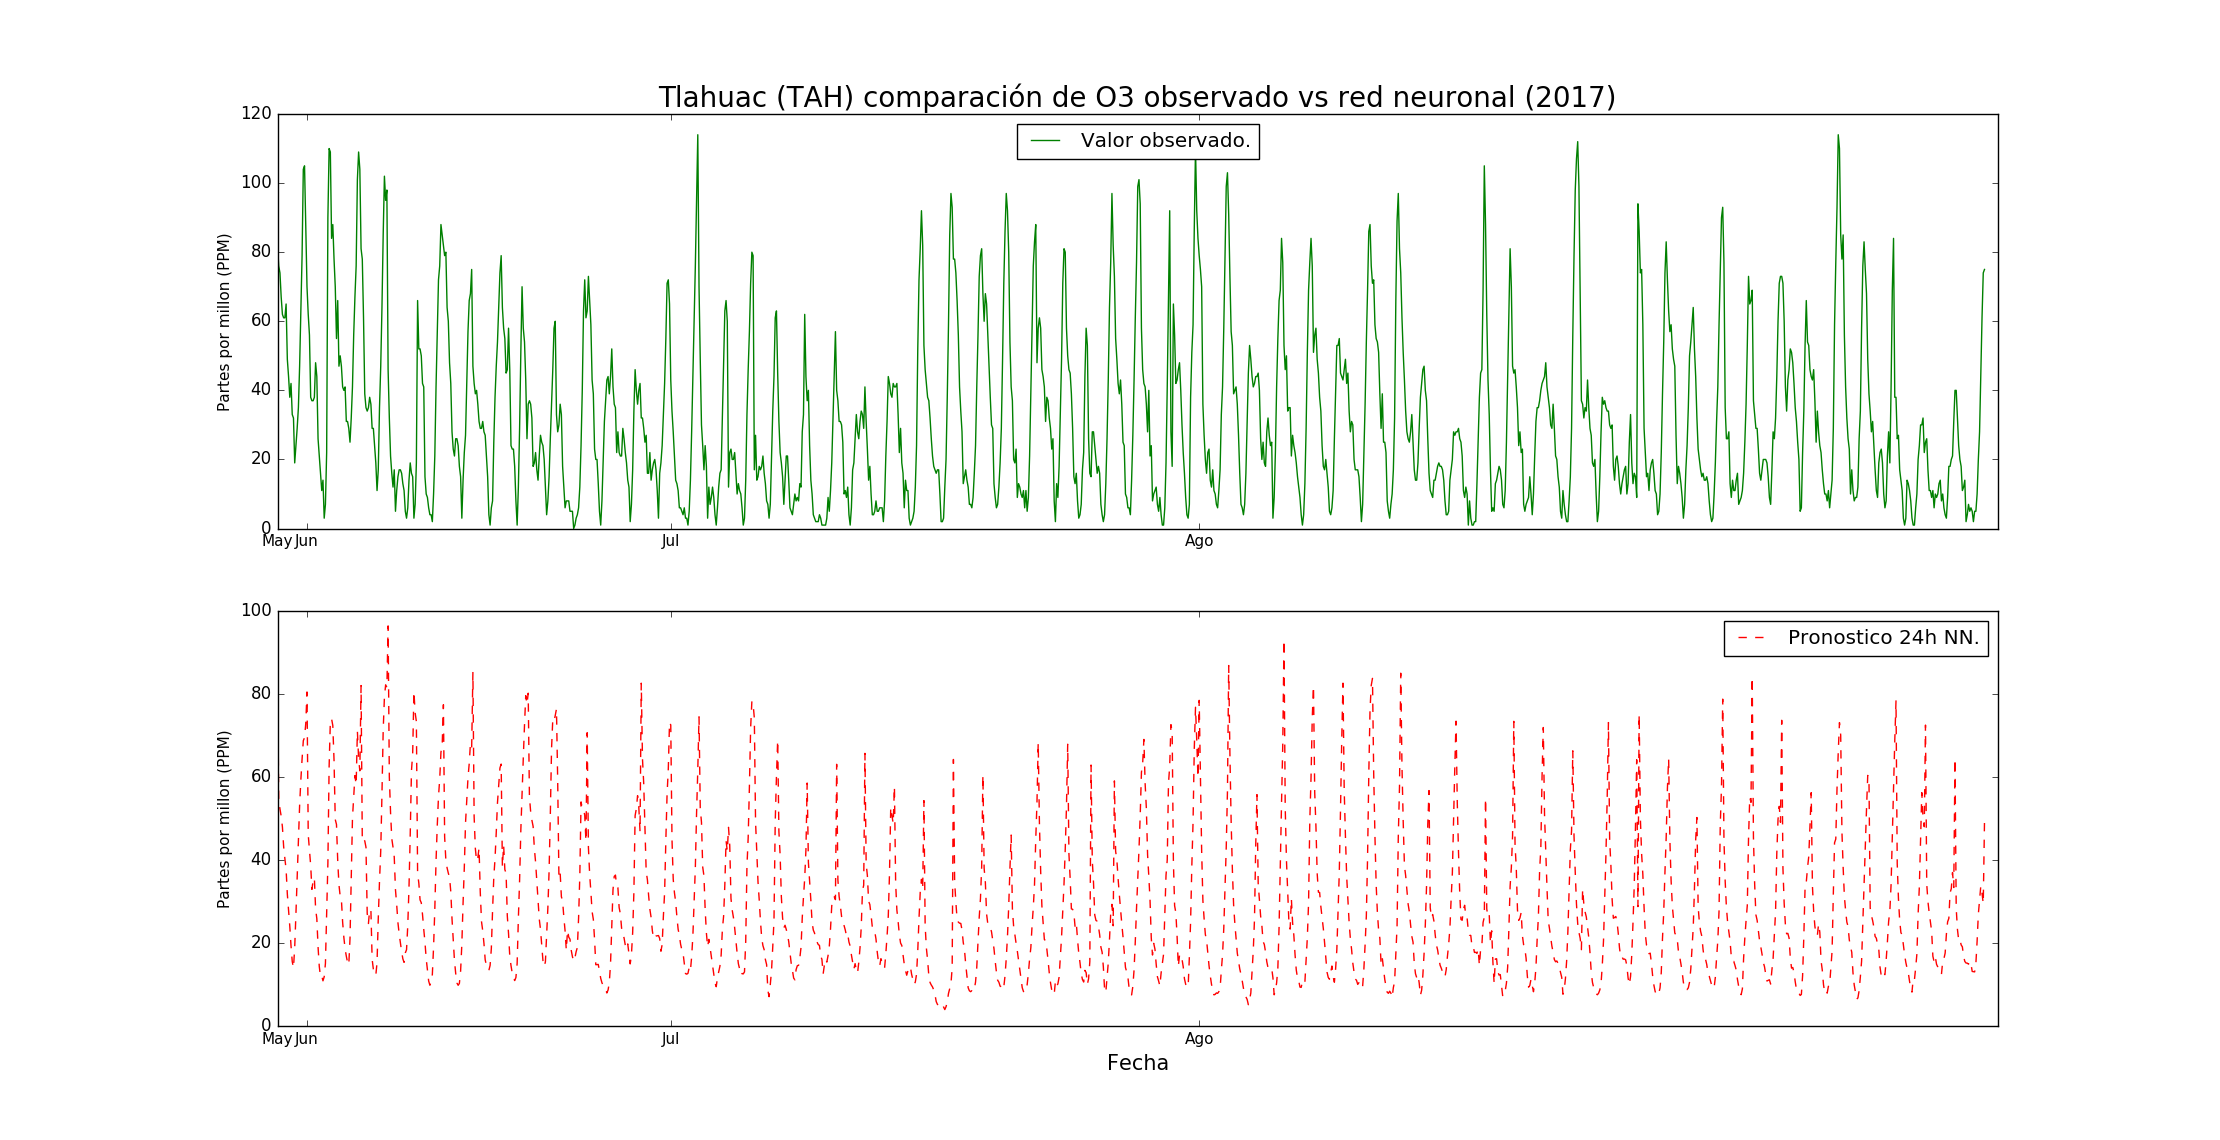 Tlahuac (TAH) comparación de O3 observado vs red neuronal (2017)
120
100
80
60
40
20
0
Partes por millon (PPM)
Valor observado.
May Jun Jul Ago
100
80
60
40
20
0
Partes por millon (PPM)
Pronostico 24h NN.
May Jun Jul Ago
Fecha